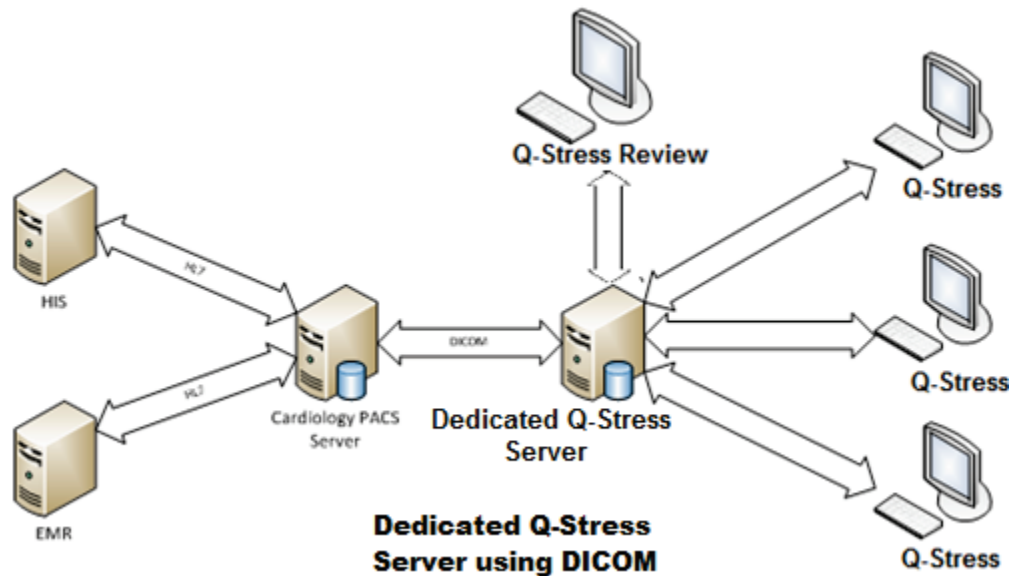 Q-Stress Review
Q-Stress
HIS
HL7
Q-Stress
DICOM
Cardiology PACS
Server
Dedicated Q-Stress
Server
EMR
HL7
Q-Stress
Dedicated Q-Stress
Server using DICOM